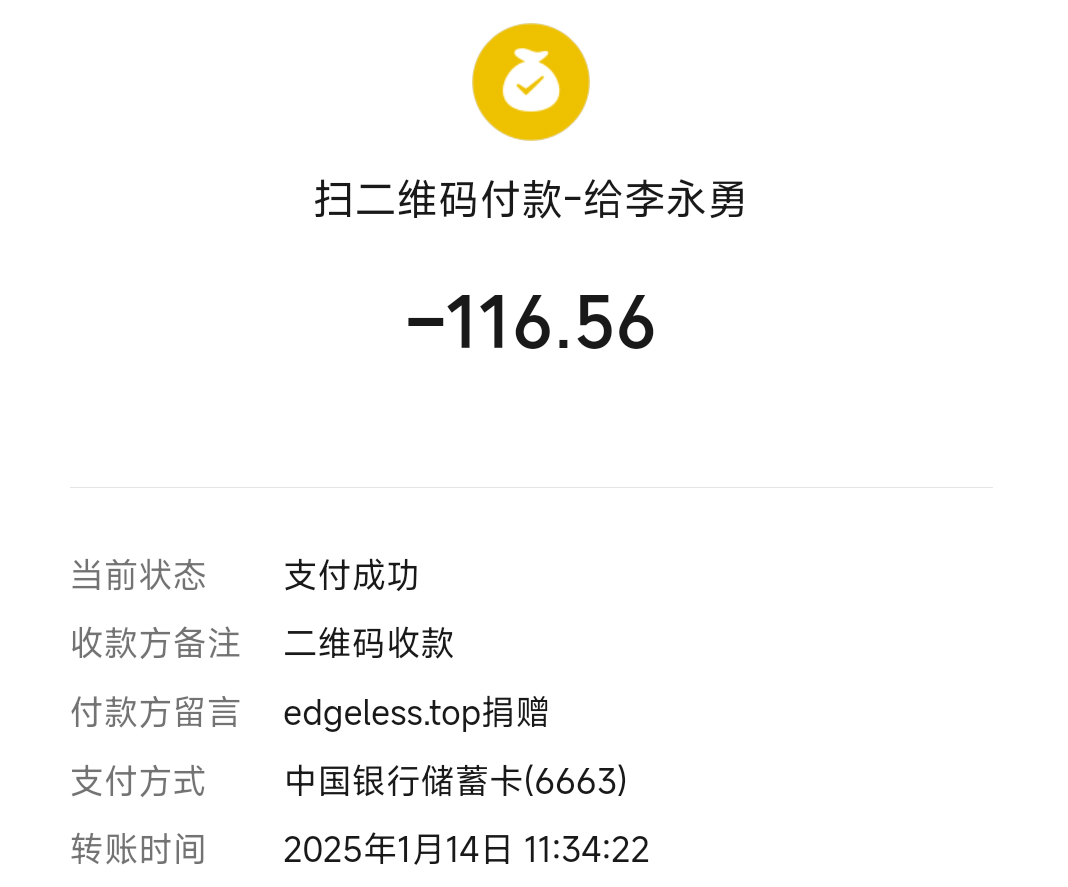 扫二维码付款-给李永勇
-116.56
当前状态 支付成功
收款方备注 二维码收款
付款方留言 edgeless.top捐赠
支付方式 中国银行储蓄卡(6663)
转账时间 2025年1月14日 11:34:22